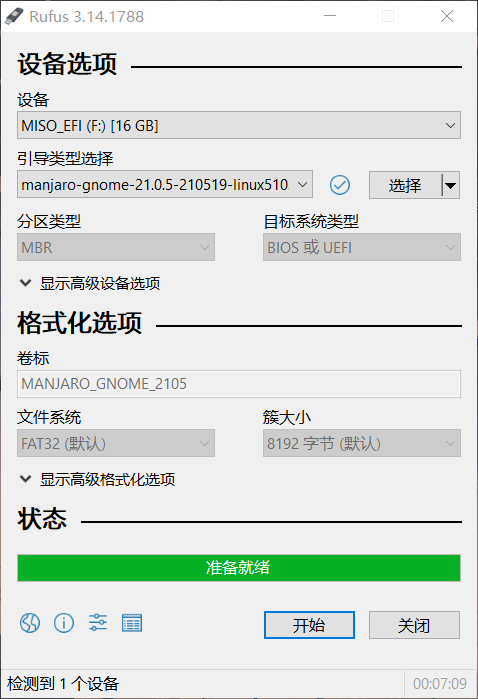 Rufus 3.14.1788
设备选项
设备
MISO_EFI (F:) [16 GB]
引导类型选择
manjaro-gnome-21.0.5-210519-linux510
选择
分区类型 目标系统类型
MBR BIOS 或 UEFI
显示高级设备选项
格式化选项
卷标
MANJARO_GNOME_2105
文件系统 簇大小
FAT32 (默认) 8192 字节 (默认)
显示高级格式化选项
状态
准备就绪
开始 关闭
检测到 1 个设备 00:07:09